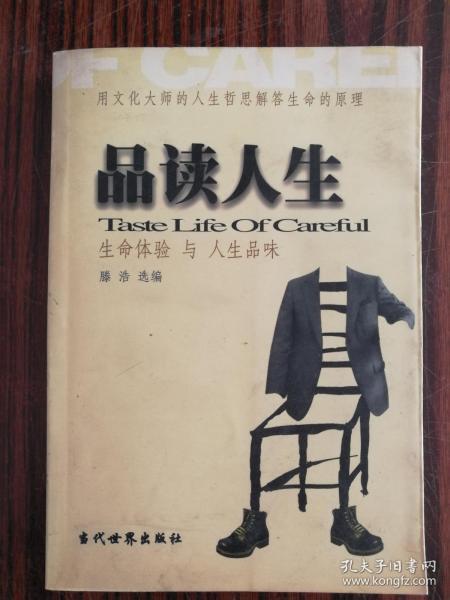 OF CAREF
用文化大师的人生哲思解答生命的原理
品读人生
Taste Life Of Careful
生命体验 与 人生品味
滕 浩 选编
当代世界出版社
孔夫子旧书网
www.kongfz.com